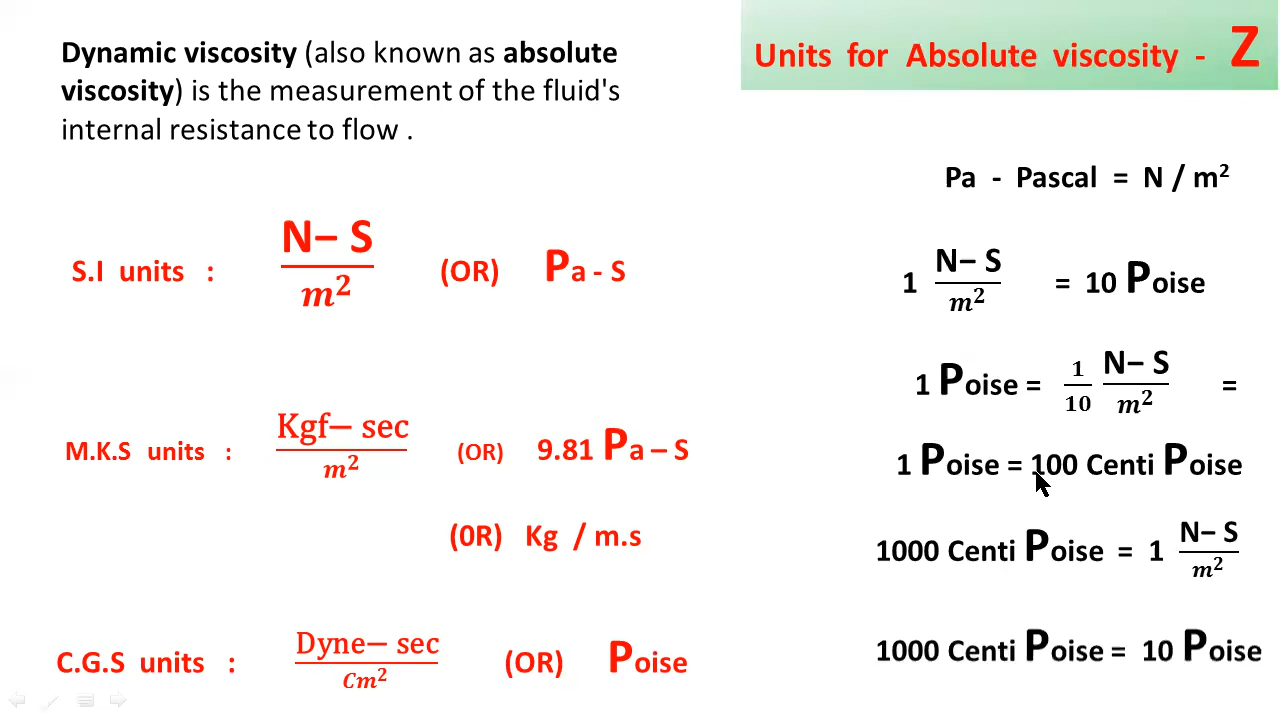 Dynamic viscosity (also known as absolute
viscosity) is the measurement of the fluid's
internal resistance to flow .
Units for Absolute viscosity - Z
Pa - Pascal = N / m²
S.I units : N– S / m² (OR) Pa - S
1 N– S / m² = 10 Poise
1 Poise = 1/10 N– S / m² =
M.K.S units : Kgf– sec / m² (OR) 9.81 Pa – S
1 Poise = 100 Centi Poise
(0R) Kg / m.s
1000 Centi Poise = 1 N– S / m²
C.G.S units : Dyne– sec / Cm² (OR) Poise
1000 Centi Poise = 10 Poise